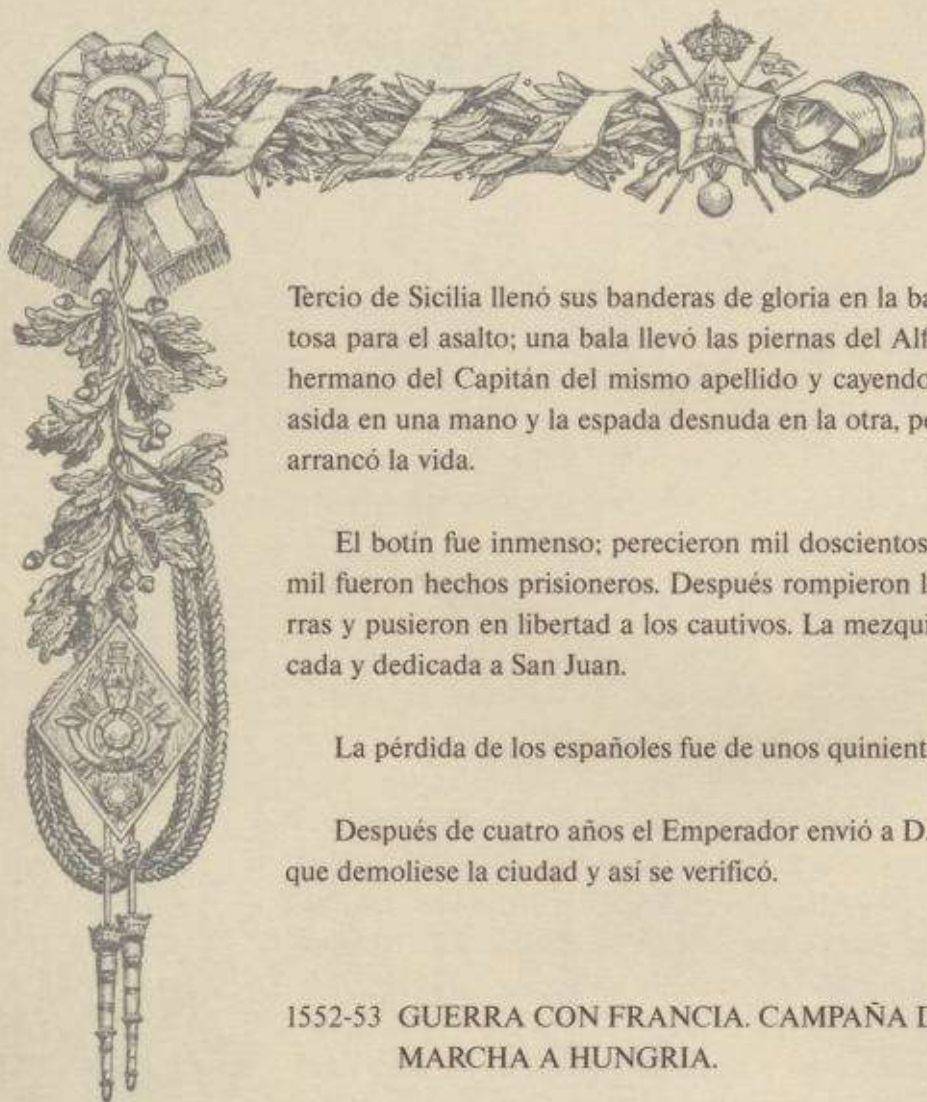 Tercio de Sicilia llenó sus banderas de gloria en la ba
tosa para el asalto; una bala llevó las piernas del Alf
hermano del Capitán del mismo apellido y cayendo
asida en una mano y la espada desnuda en la otra, pe
arrancó la vida.
El botín fue inmenso; perecieron mil doscientos
mil fueron hechos prisioneros. Después rompieron l
rras y pusieron en libertad a los cautivos. La mezqui
cada y dedicada a San Juan.
La pérdida de los españoles fue de unos quinient
Después de cuatro años el Emperador envió a D.
que demoliese la ciudad y así se verificó.
1552-53 GUERRA CON FRANCIA. CAMPAÑA D
MARCHA A HUNGRIA.